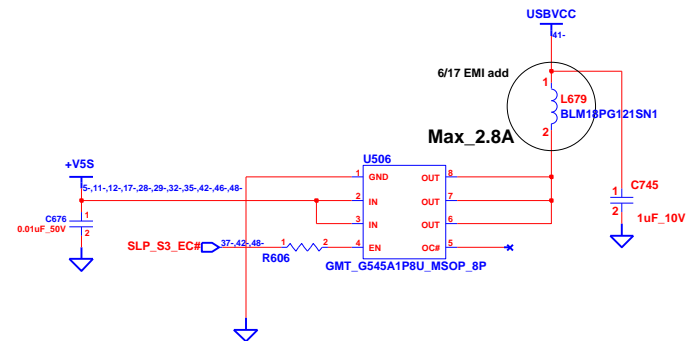 USBVCC
41-
6/17 EMI add
1
L679
BLM18PG121SN1
2
Max_2.8A
U506
+V5S
1
GND
OUT
8
C745
5-,11-,12-,17-,28-,29-,32-,35-,42-,46-,48-
2
IN
OUT
7
1
2
1uF_10V
C676
1
0.01uF_50V
2
3
IN
OUT
6
SLP_S3_EC#
37-,42-,48-
1
2
4
EN
OC#
5
R606
GMT_G545A1P8U_MSOP_8P